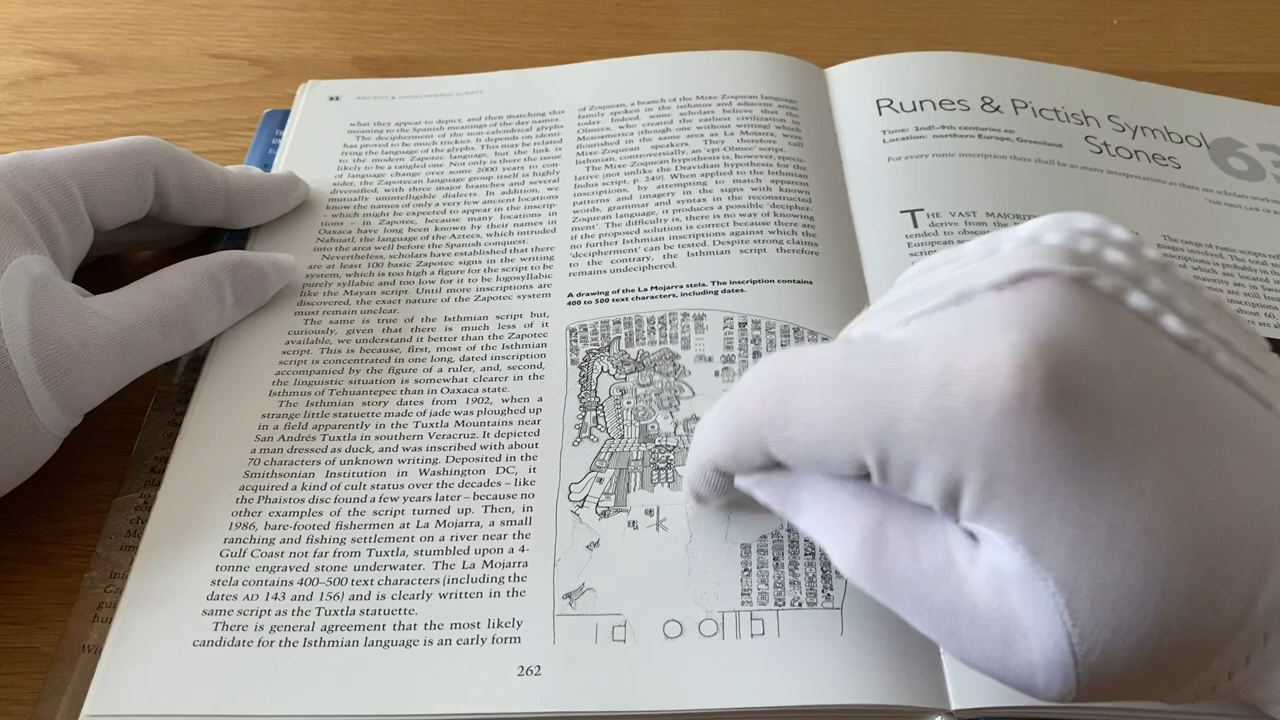 83 ANCIENT & UNDECIPHERED SCRIPTS
what they appear to depict, and then matching this
meaning to the Spanish meanings of the day names.
The decipherment of the non-calendrical glyphs
has proved to be much trickier. It depends on identi-
fying the language of the glyphs. This may be related
to the modern Zapotec language, but the link is
likely to be a tangled one. Not only is there the issue
of language change over some 2000 years to con-
sider, the Zapotecan language group itself is highly
diversified, with three major branches and several
mutually unintelligible dialects. In addition, we
know the names of only a very few ancient locations
– which might be expected to appear in the inscrip-
tions – in Zapotec, because many locations in
Oaxaca have long been known by their names in
Nahuatl, the language of the Aztecs, which intruded
into the area well before the Spanish conquest.
Nevertheless, scholars have established that there
are at least 100 basic Zapotec signs in the writing
system, which is too high a figure for the script to be
purely syllabic and too low for it to be logosyllabic
like the Mayan script. Until more inscriptions are
discovered, the exact nature of the Zapotec system
must remain unclear.
The same is true of the Isthmian script but,
curiously, given that there is much less of it
available, we understand it better than the Zapotec
script. This is because, first, most of the Isthmian
script is concentrated in one long, dated inscription
accompanied by the figure of a ruler, and, second,
the linguistic situation is somewhat clearer in the
Isthmus of Tehuantepec than in Oaxaca state.
The Isthmian story dates from 1902, when a
strange little statuette made of jade was ploughed up
in a field apparently in the Tuxtla Mountains near
San Andrés Tuxtla in southern Veracruz. It depicted
a man dressed as duck, and was inscribed with about
70 characters of unknown writing. Deposited in the
Smithsonian Institution in Washington DC, it
acquired a kind of cult status over the decades – like
the Phaistos disc found a few years later – because no
other examples of the script turned up. Then, in
1986, bare-footed fishermen at La Mojarra, a small
ranching and fishing settlement on a river near the
Gulf Coast not far from Tuxtla, stumbled upon a 4-
tonne engraved stone underwater. The La Mojarra
stela contains 400–500 text characters (including the
dates AD 143 and 156) and is clearly written in the
same script as the Tuxtla statuette.
There is general agreement that the most likely
candidate for the Isthmian language is an early form
of Zoquean, a branch of the Mixe-Zoquean language
family spoken in the isthmus and adjacent areas
today. Indeed, some scholars believe that the
Olmecs, who created the earliest civilization in
Mesoamerica (though one without writing) which
flourished in the same area as La Mojarra, were
Mixe-Zoquean speakers. They therefore call
Isthmian, controversially, an 'epi-Olmec' script.
The Mixe-Zoquean hypothesis is, however, specu-
lative (not unlike the Dravidian hypothesis for the
Indus script, p. 249). When applied to the Isthmian
inscriptions, by attempting to match apparent
patterns and imagery in the signs with known
words, grammar and syntax in the reconstructed
Zoquean language, it produces a possible 'decipher-
ment'. The difficulty is, there is no way of knowing
if the proposed solution is correct because there are
no further Isthmian inscriptions against which the
'decipherment' can be tested. Despite strong claims
to the contrary, the Isthmian script therefore
remains undeciphered.
A drawing of the La Mojarra stela. The inscription contains
400 to 500 text characters, including dates.
262
Runes & Pictish Symbol
Stones
63
Time: 2nd?–9th centuries AD
Location: northern Europe, Greenland
For every runic inscription there shall be as many interpretations as there are scholars working
'THE FIRST LAW OF
THE VAST MAJORITY
derive from the
tended to obscure
European
The range of runic scripts
guages involved. The total
inscriptions is probably in the
of which are located
majority are in
are still
inscriptions
about 60,